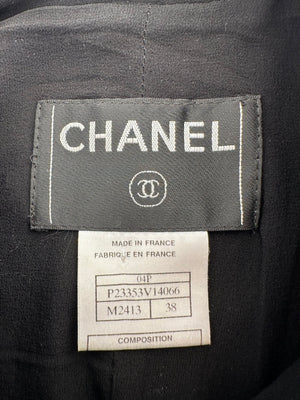 CHANEL
MADE IN FRANCE
FABRIQUE EN FRANCE
04P
P23353V14066
M2413 38
COMPOSITION